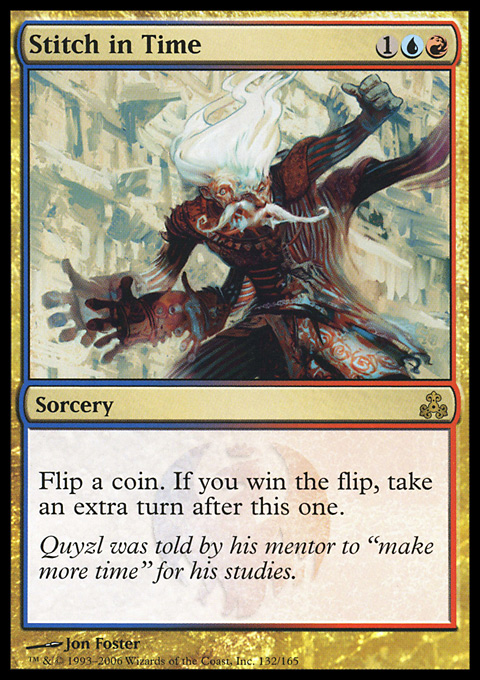 Stitch in Time 1
Sorcery
Flip a coin. If you win the flip, take
an extra turn after this one.
Quyzl was told by his mentor to “make
more time” for his studies.
Jon Foster
™ & © 1993–2006 Wizards of the Coast, Inc. 132/165